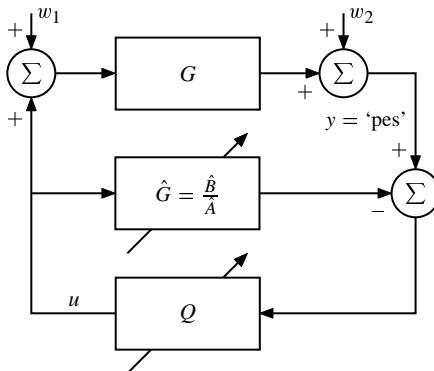 + w₁
+ w₂
Σ
G
Σ
+
+
y = ‘pes’
+
Ĝ = B̂/Â
Σ
−
u
Q